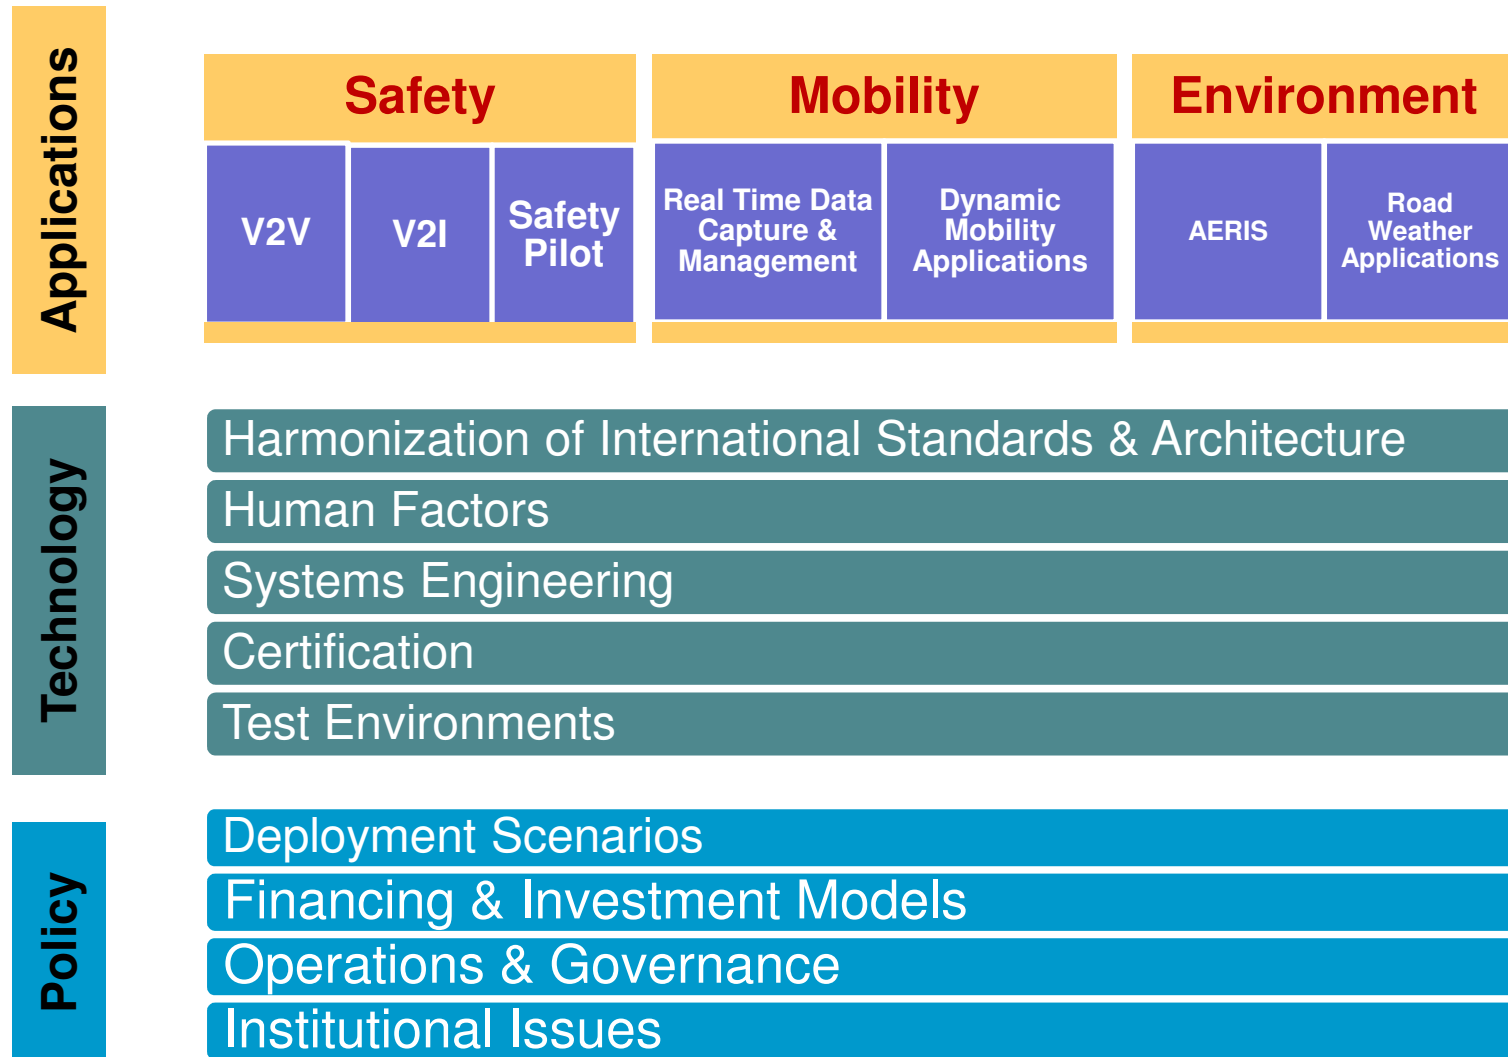 Applications
Safety
Mobility
Environment
V2V
V2I
Safety
Pilot
Real Time Data
Capture &
Management
Dynamic
Mobility
Applications
AERIS
Road
Weather
Applications
Technology
Harmonization of International Standards & Architecture
Human Factors
Systems Engineering
Certification
Test Environments
Policy
Deployment Scenarios
Financing & Investment Models
Operations & Governance
Institutional Issues